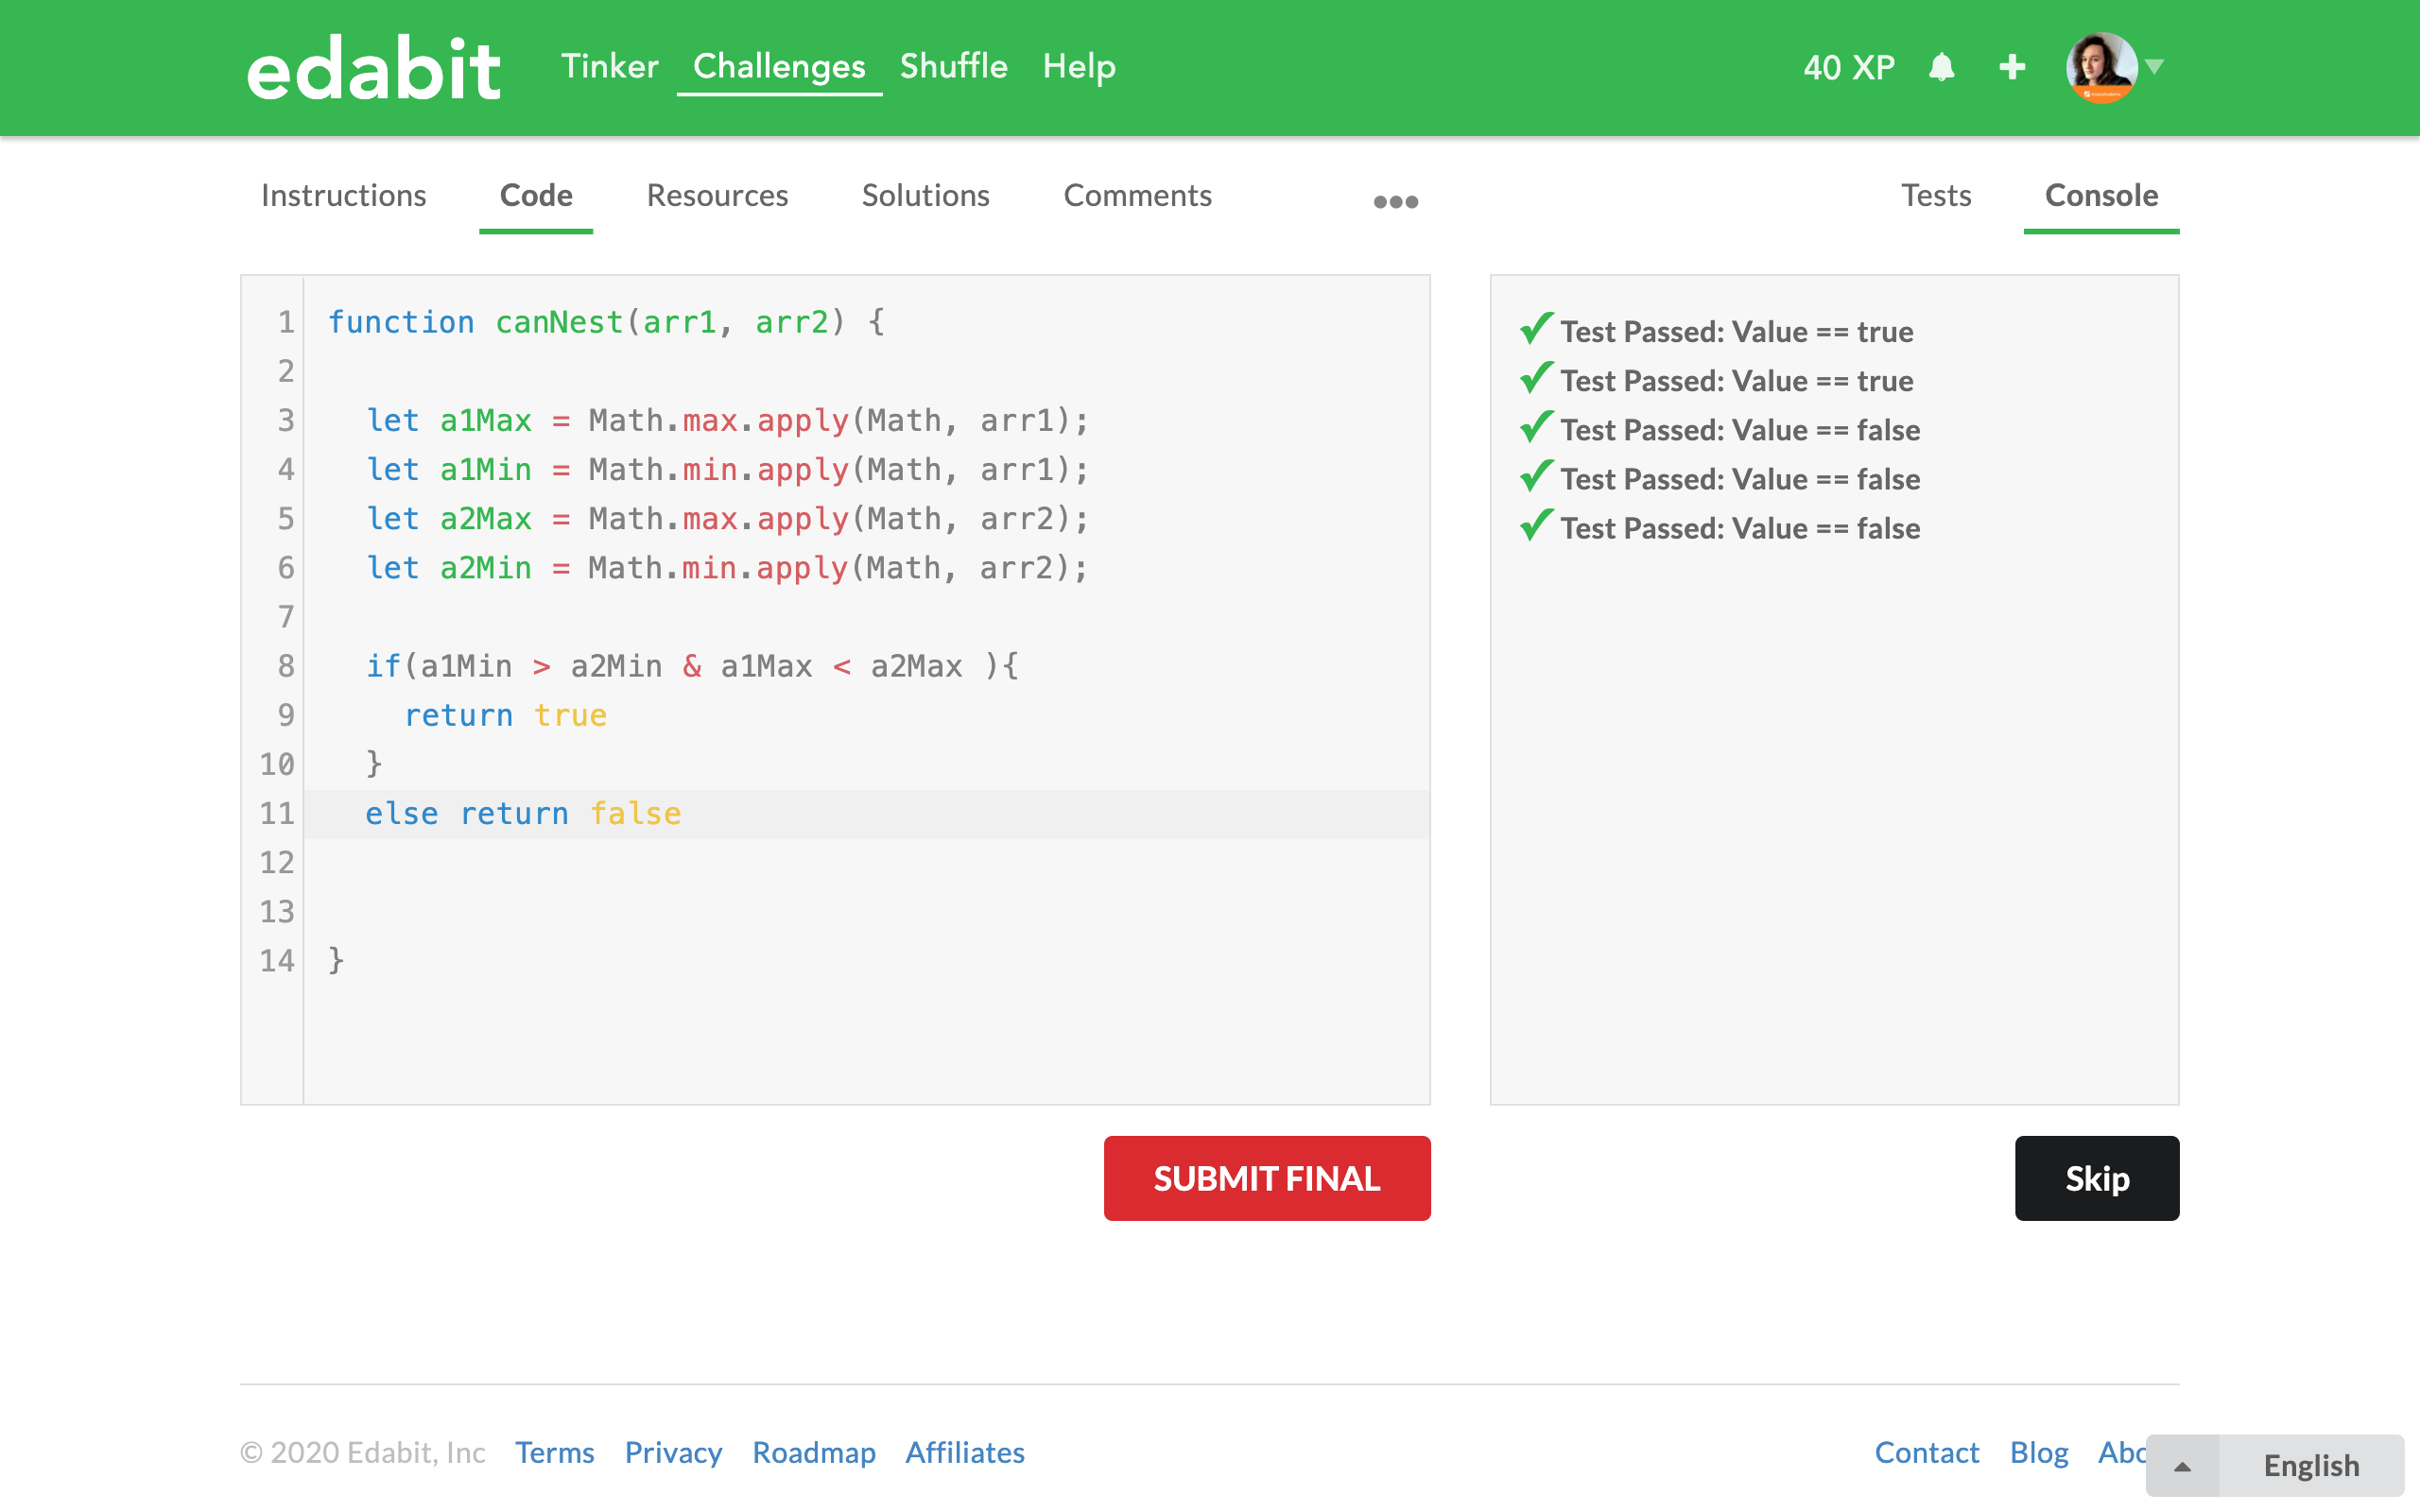 edabit Tinker Challenges Shuffle Help 40 XP
Instructions Code Resources Solutions Comments Tests Console
1 function canNest(arr1, arr2) {
2
3 let a1Max = Math.max.apply(Math, arr1);
4 let a1Min = Math.min.apply(Math, arr1);
5 let a2Max = Math.max.apply(Math, arr2);
6 let a2Min = Math.min.apply(Math, arr2);
7
8 if(a1Min > a2Min & a1Max < a2Max ){
9 return true
10 }
11 else return false
12
13
14 }
Test Passed: Value == true
Test Passed: Value == true
Test Passed: Value == false
Test Passed: Value == false
Test Passed: Value == false
SUBMIT FINAL
Skip
© 2020 Edabit, Inc Terms Privacy Roadmap Affiliates Contact Blog Abo
English